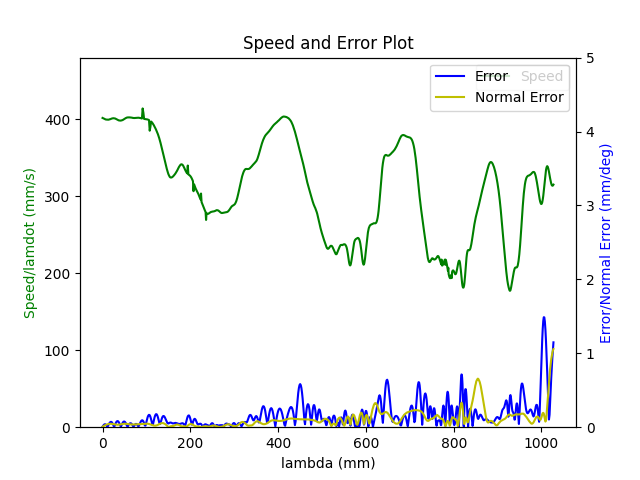 Speed and Error Plot
Error
Speed
Normal Error
Speed/lamdot (mm/s)
Error/Normal Error (mm/deg)
400
300
200
100
0
5
4
3
2
1
0
0 200 400 600 800 1000
lambda (mm)